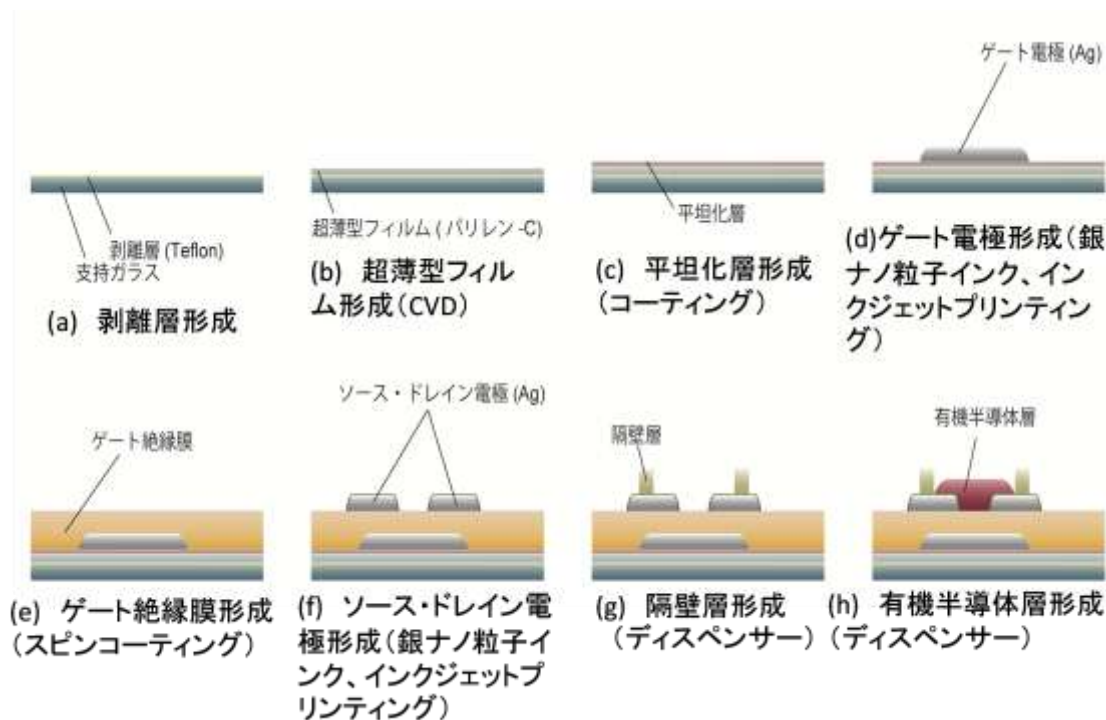 剥離層 (Teflon)
支持ガラス
(a) 剥離層形成
超薄型フィルム ( パリレン -C)
(b) 超薄型フィル
ム形成(CVD)
平坦化層
(c) 平坦化層形成
(コーティング)
ゲート電極 (Ag)
(d)ゲート電極形成(銀
ナノ粒子インク、イン
クジェットプリンティン
グ)
ゲート絶縁膜
(e) ゲート絶縁膜形成
(スピンコーティング)
ソース・ドレイン電極 (Ag)
(f) ソース・ドレイン電
極形成(銀ナノ粒子イ
ンク、インクジェットプ
リンティング)
隔壁層
(g) 隔壁層形成
(ディスペンサー)
有機半導体層
(h) 有機半導体層形成
(ディスペンサー)